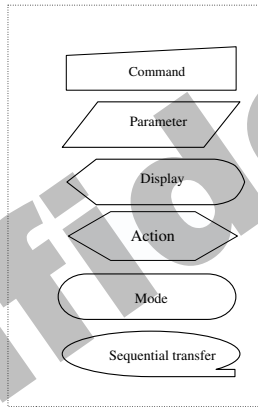 Command
Parameter
Display
Action
Mode
Sequential transfer